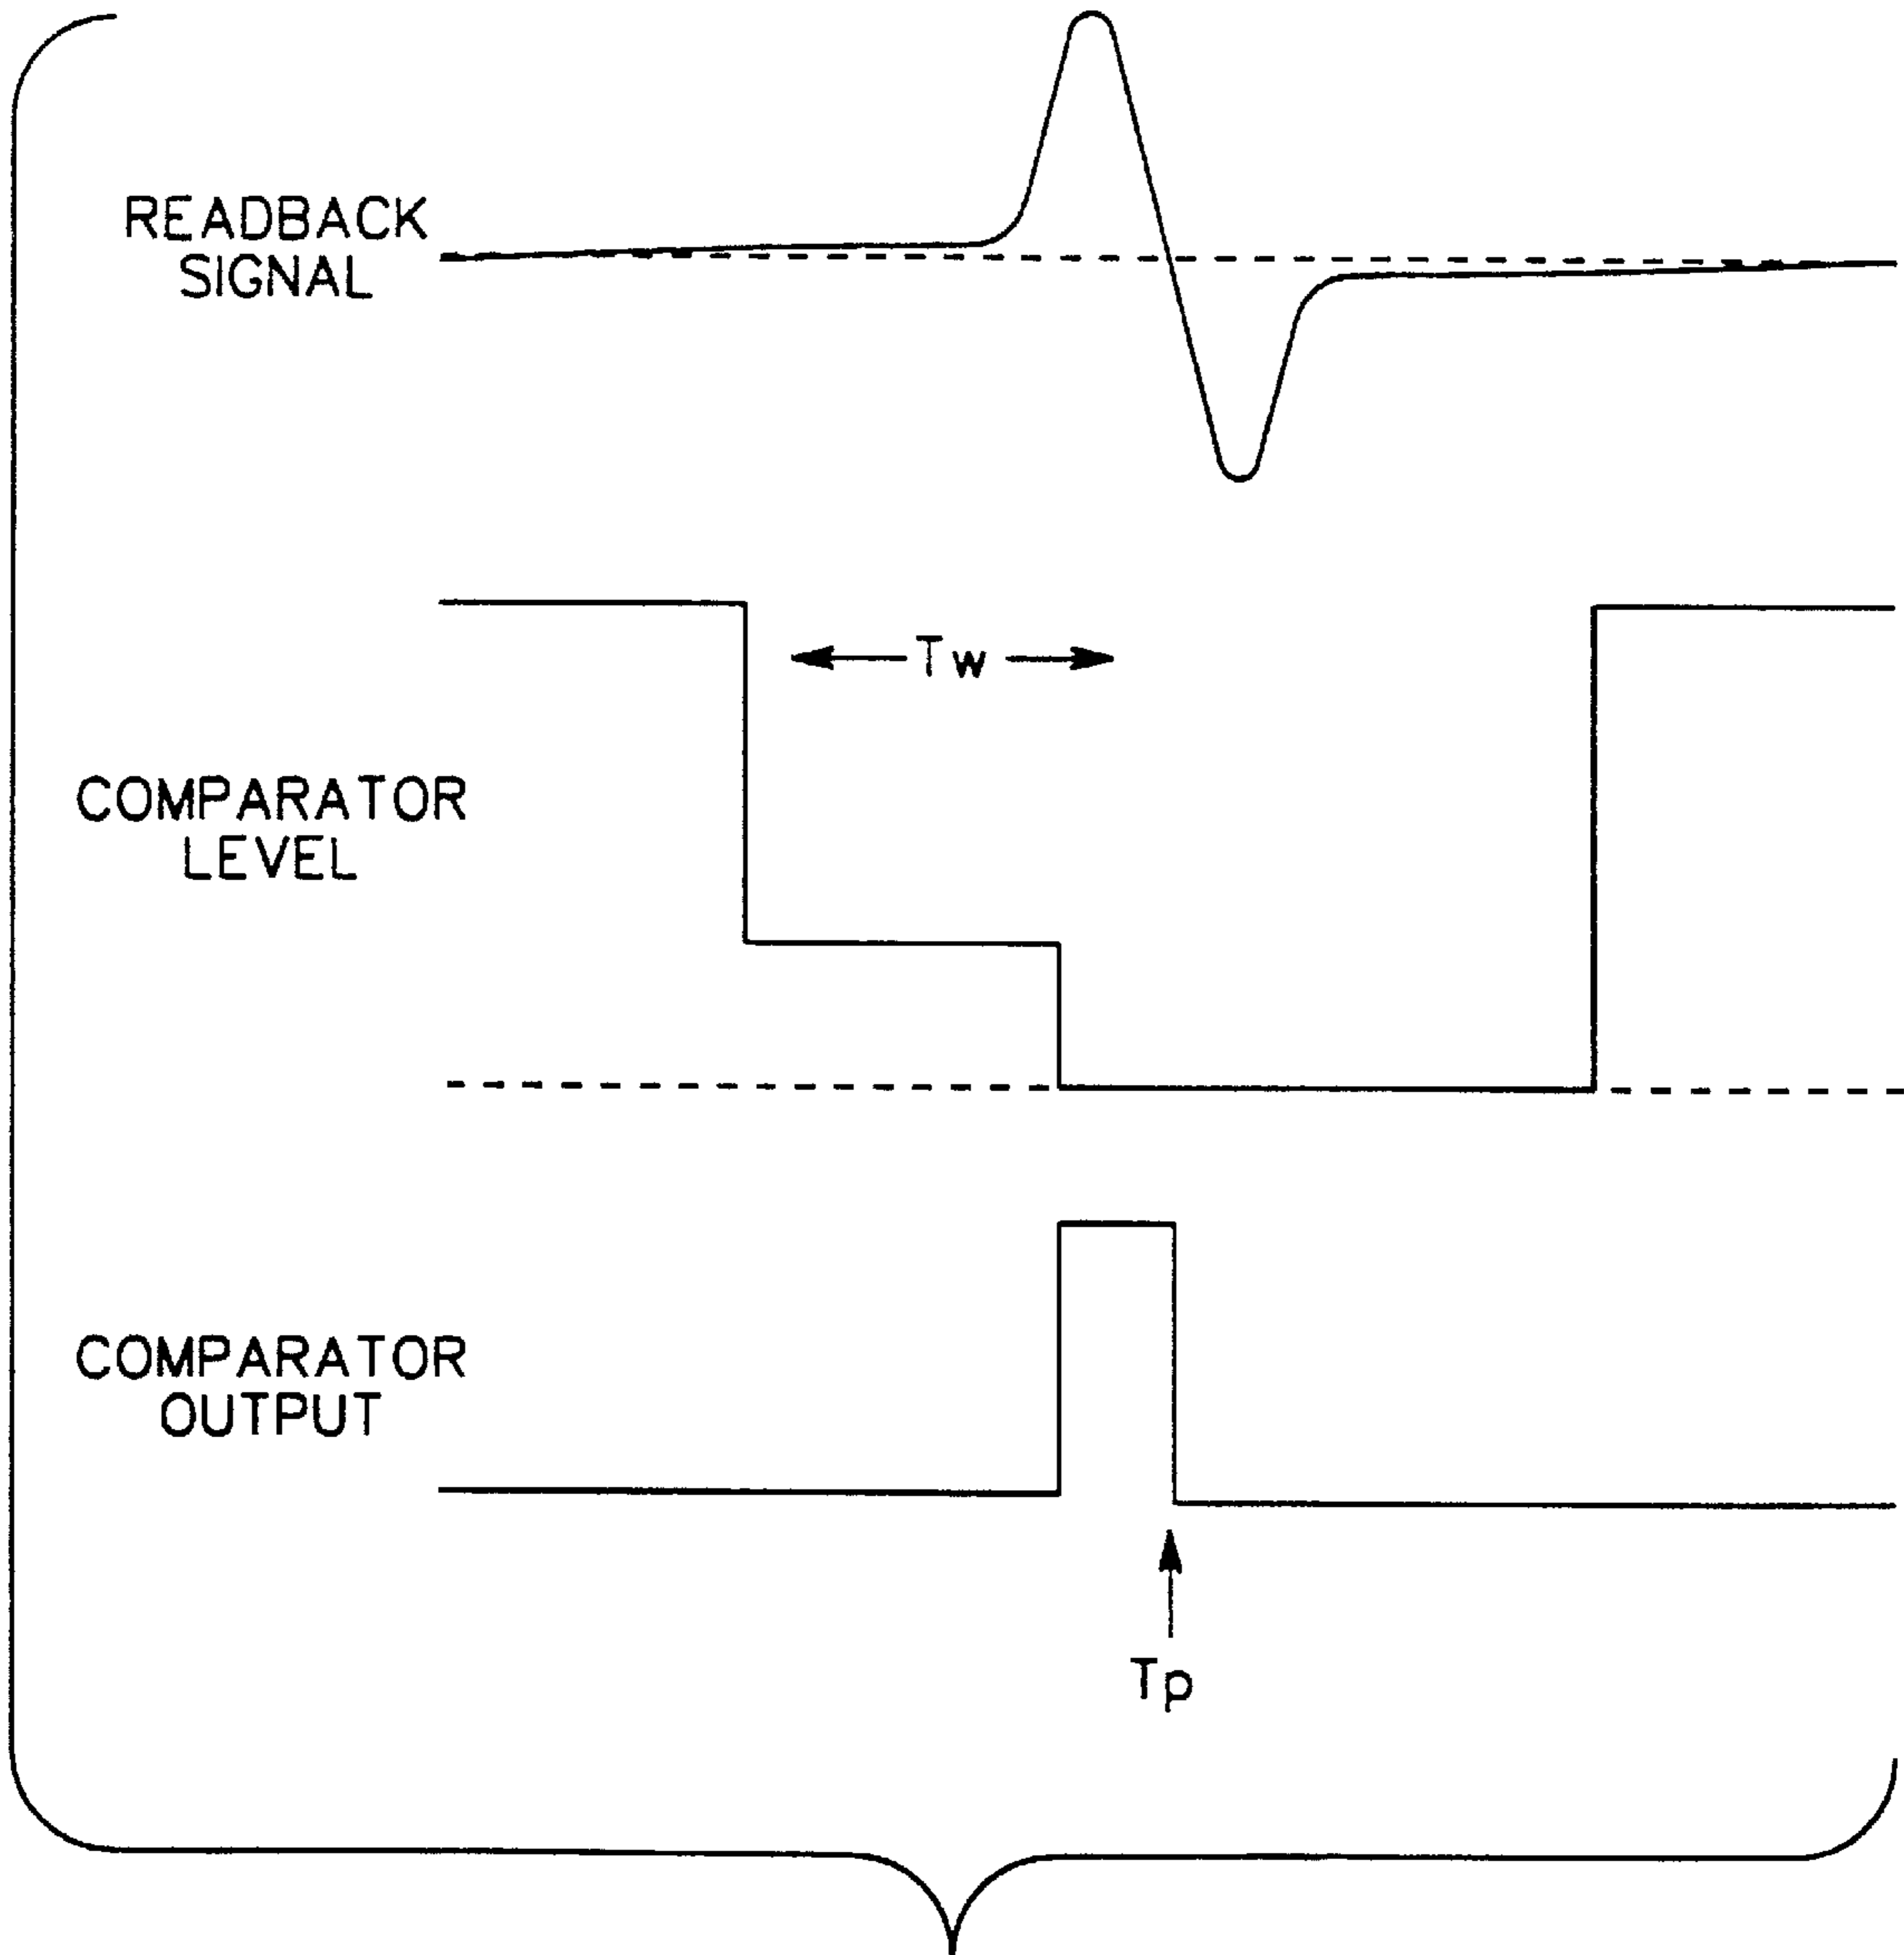 READBACK
SIGNAL
Tw
COMPARATOR
LEVEL
COMPARATOR
OUTPUT
Tp